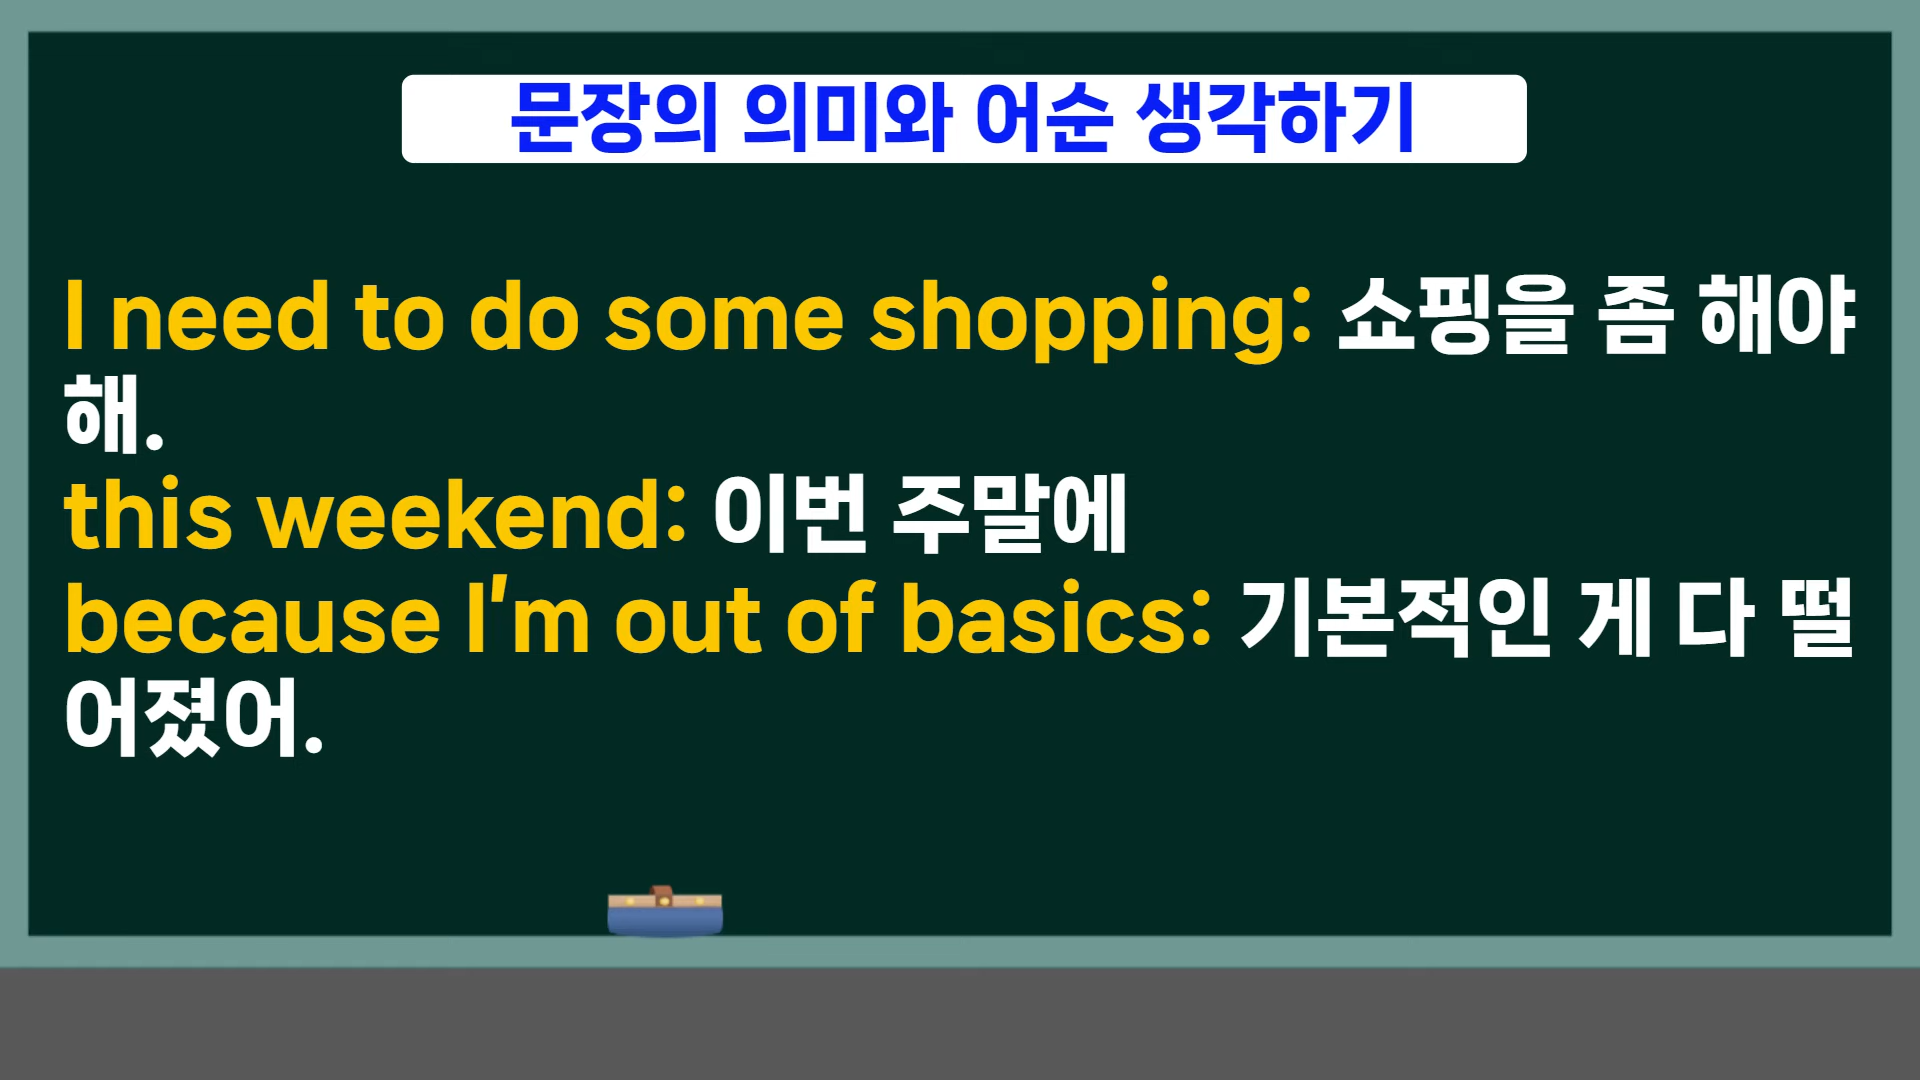 문장의 의미와 어순 생각하기
I need to do some shopping: 쇼핑을 좀 해야
해.
this weekend: 이번 주말에
because I'm out of basics: 기본적인 게 다 떨
어졌어.